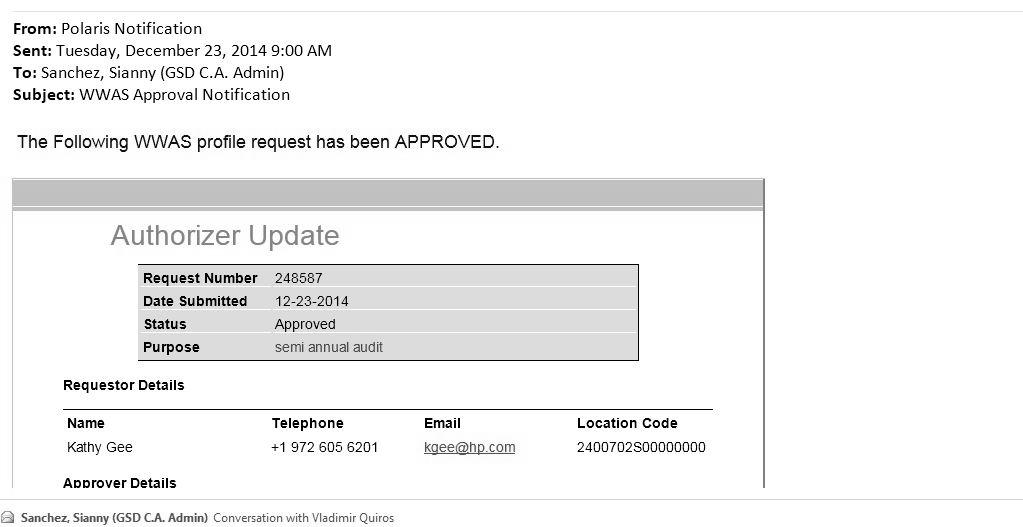 From: Polaris Notification
Sent: Tuesday, December 23, 2014 9:00 AM
To: Sanchez, Sianny (GSD C.A. Admin)
Subject: WWAS Approval Notification
The Following WWAS profile request has been APPROVED.
Authorizer Update
Request Number 248587
Date Submitted 12-23-2014
Status Approved
Purpose semi annual audit
Requestor Details
Name Telephone Email Location Code
Kathy Gee +1 972 605 6201 kgee@hp.com 2400702S00000000
Approver Details
Sanchez, Sianny (GSD C.A. Admin) Conversation with Vladimir Quiros